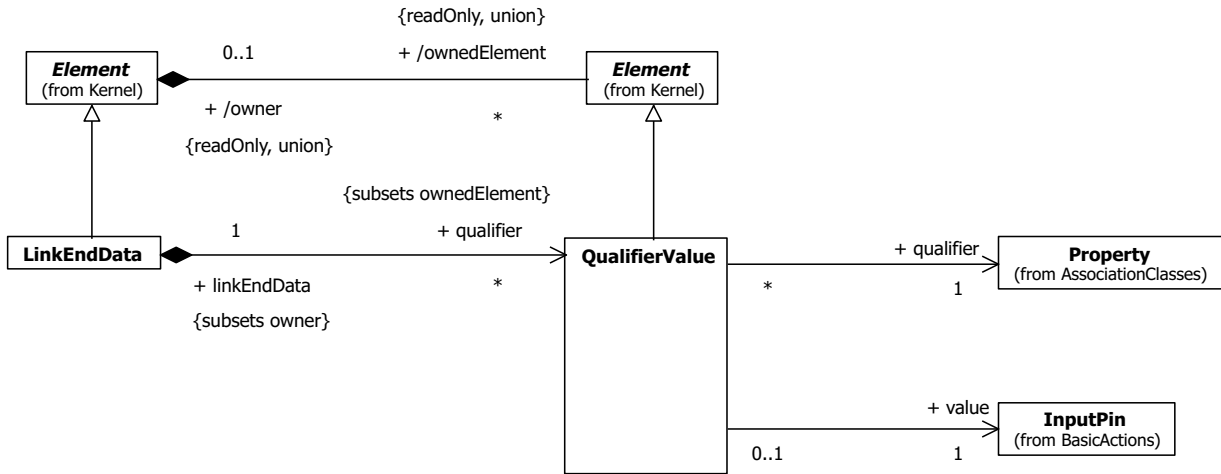 {readOnly, union}
0..1
+ /ownedElement
Element
(from Kernel)
Element
(from Kernel)
+ /owner
*
{readOnly, union}
{subsets ownedElement}
1
+ qualifier
LinkEndData
QualifierValue
+ qualifier
Property
(from AssociationClasses)
+ linkEndData
*
*
1
{subsets owner}
+ value
InputPin
(from BasicActions)
0..1
1